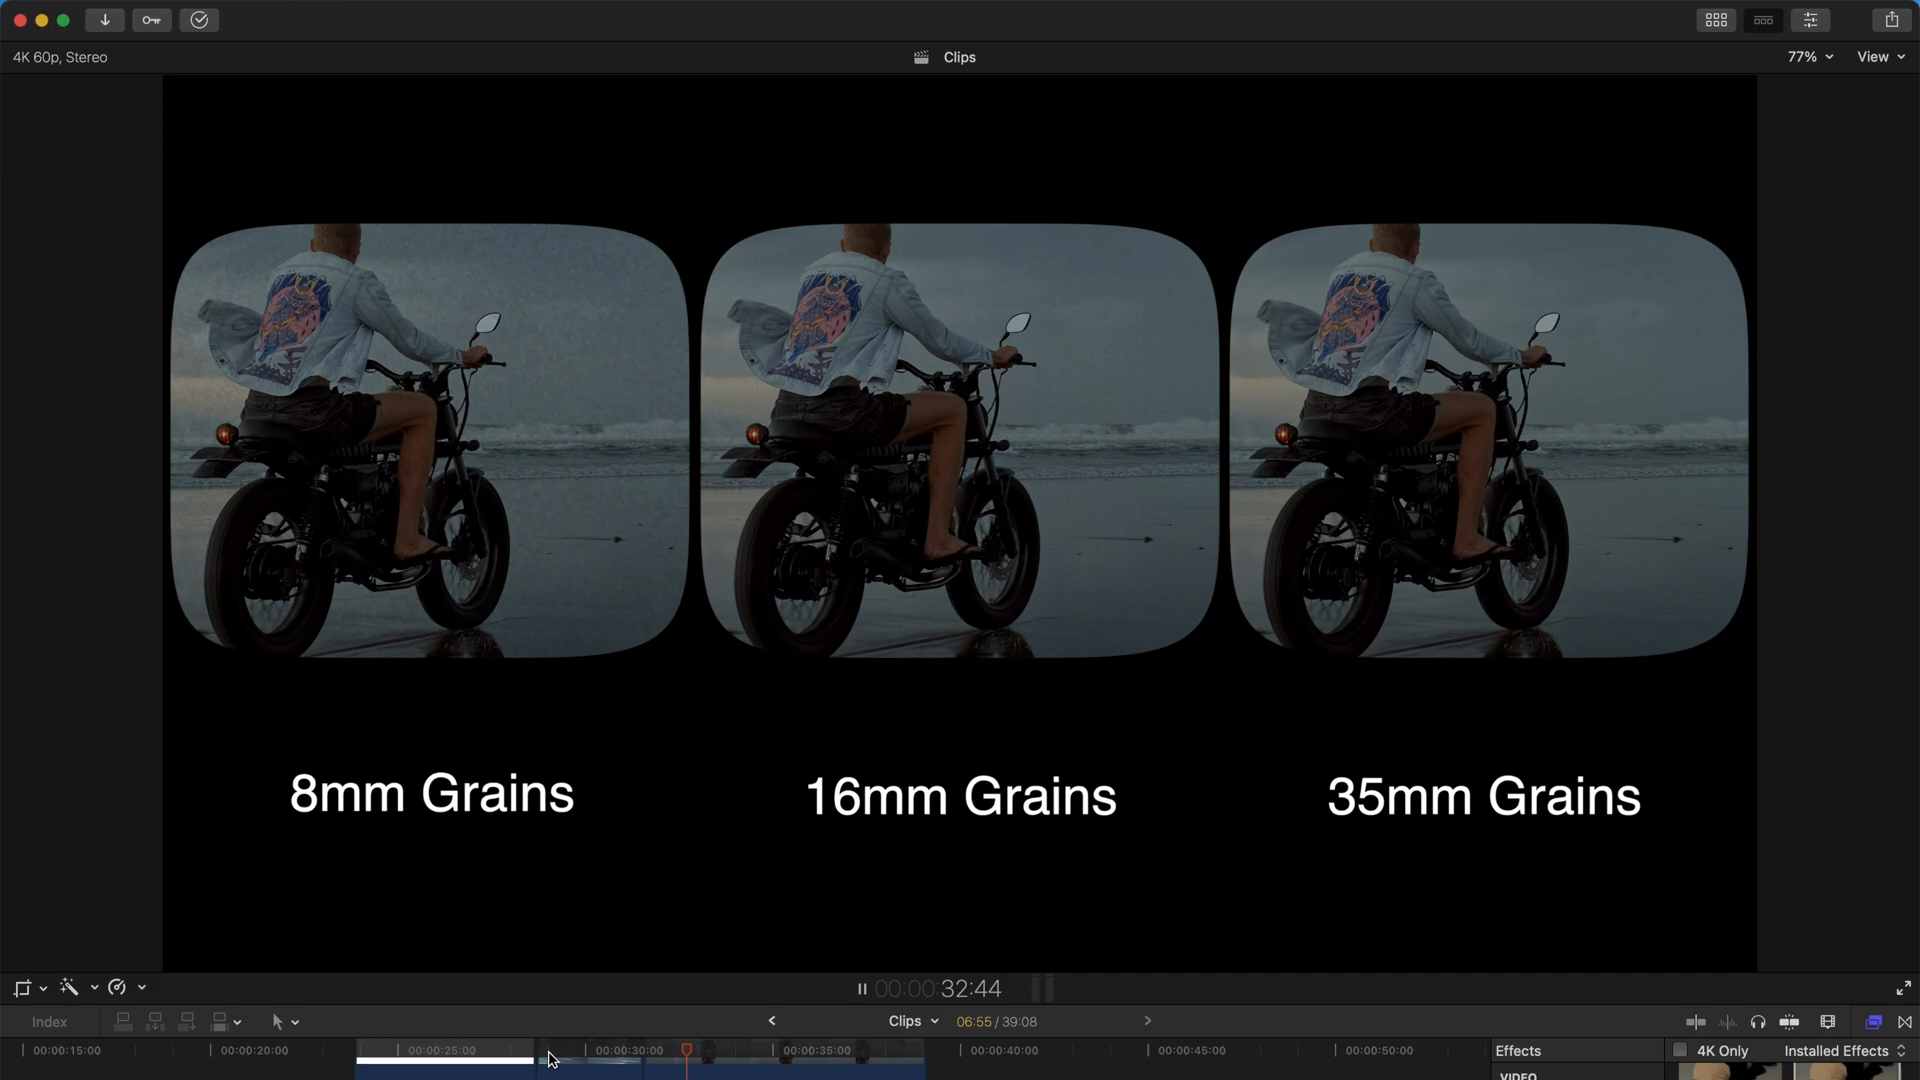 4K 60p, Stereo
Clips
77%
View
8mm Grains
16mm Grains
35mm Grains
00:00:32:44
Index
Clips
06:55 / 39:08
00:00:15:00
00:00:20:00
00:00:25:00
00:00:30:00
00:00:35:00
00:00:40:00
00:00:45:00
00:00:50:00
Effects
4K Only
Installed Effects
VIDEO